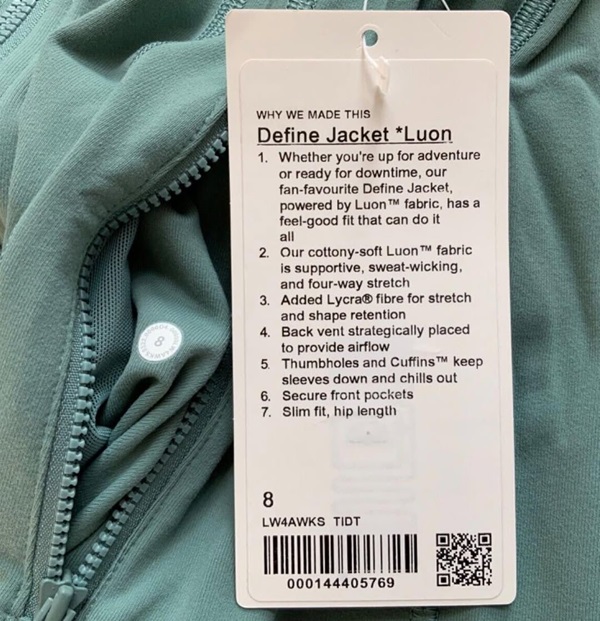 WHY WE MADE THIS
Define Jacket *Luon
1. Whether you're up for adventure
or ready for downtime, our
fan-favourite Define Jacket,
powered by Luon™ fabric, has a
feel-good fit that can do it
all
2. Our cottony-soft Luon™ fabric
is supportive, sweat-wicking,
and four-way stretch
3. Added Lycra® fibre for stretch
and shape retention
4. Back vent strategically placed
to provide airflow
5. Thumbholes and Cuffins™ keep
sleeves down and chills out
6. Secure front pockets
7. Slim fit, hip length
8
LW4AWKS TIDT
000144405769
8